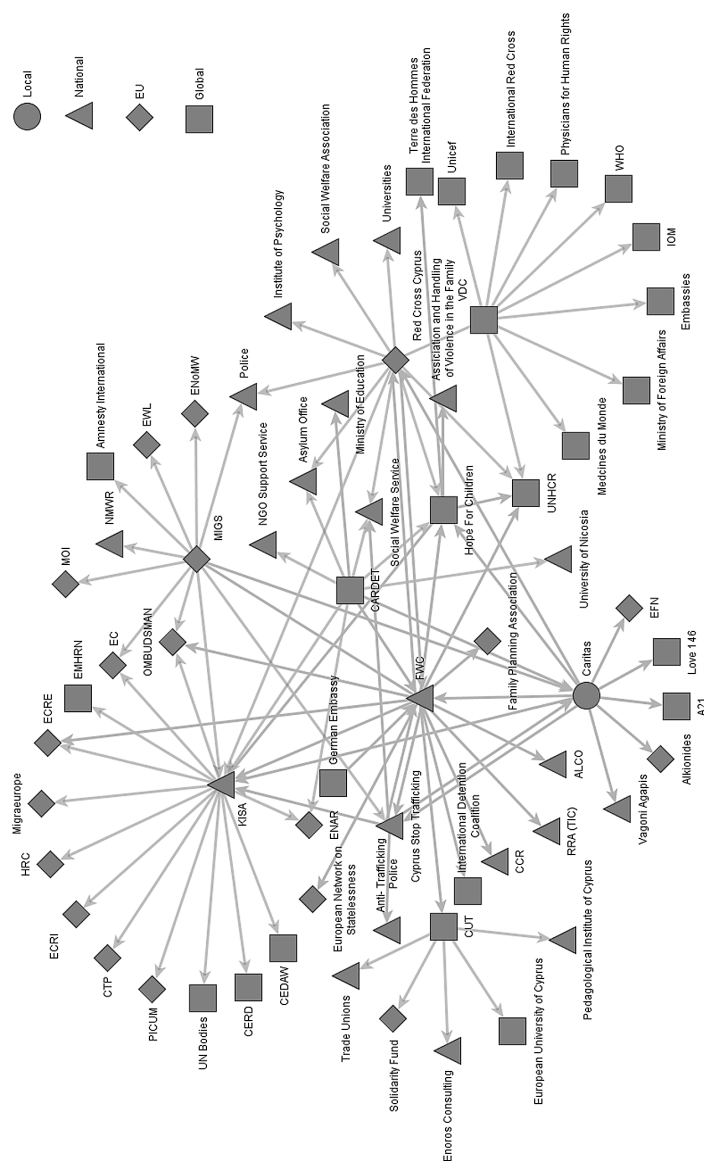 Local
National
EU
Global
Terre des Hommes
International Federation
Unicef
International Red Cross
Physicians for Human Rights
WHO
IOM
Embassies
Ministry of Foreign Affairs
Medcines du Monde
UNHCR
VDC
Social Welfare Association
Universities
Institute of Psychology
Red Cross Cyprus
Assiciation and Handling
of Violence in the Family
Police
Ministry of Education
Asylum Office
NGO Support Service
Social Welfare Service
Hope For Children
University of Nicosia
CARDET
Amnesty International
EWL
ENoMW
NMWR
MOI
MIGS
OMBUDSMAN
EC
EMHRN
ECRE
Migraeurope
HRC
ECRI
CTP
PICUM
UN Bodies
CERD
CEDAW
KISA
ENAR
German Embassy
FWC
Family Planning Association
Caritas
EFN
Love 146
A21
Alkionides
Vagoni Agapis
ALCO
RRA (TIC)
CCR
International Detention
Coalition
Cyprus Stop Trafficking
Anti- Trafficking
Police
European Network on
Statelessness
CUT
Trade Unions
Solidarity Fund
Enoros Consulting
European University of Cyprus
Pedagological Institute of Cyprus